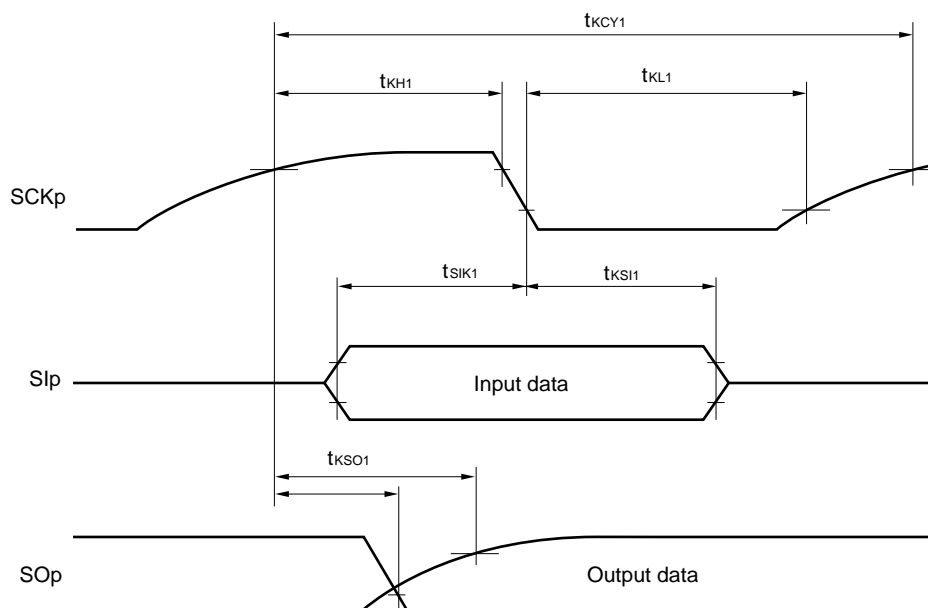 tKCY1
tKH1
tKL1
SCKp
tSIK1
tKSI1
SIp
Input data
tKSO1
SOp
Output data